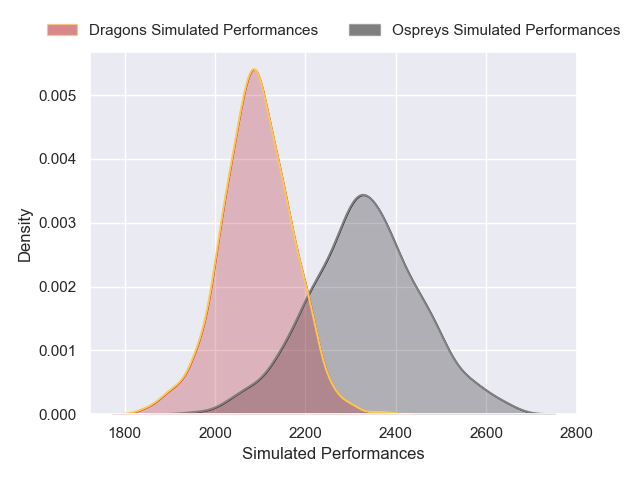 Dragons Simulated Performances
Ospreys Simulated Performances
0.005
0.004
0.003
0.002
0.001
0.000
Density
1800 2000 2200 2400 2600 2800
Simulated Performances